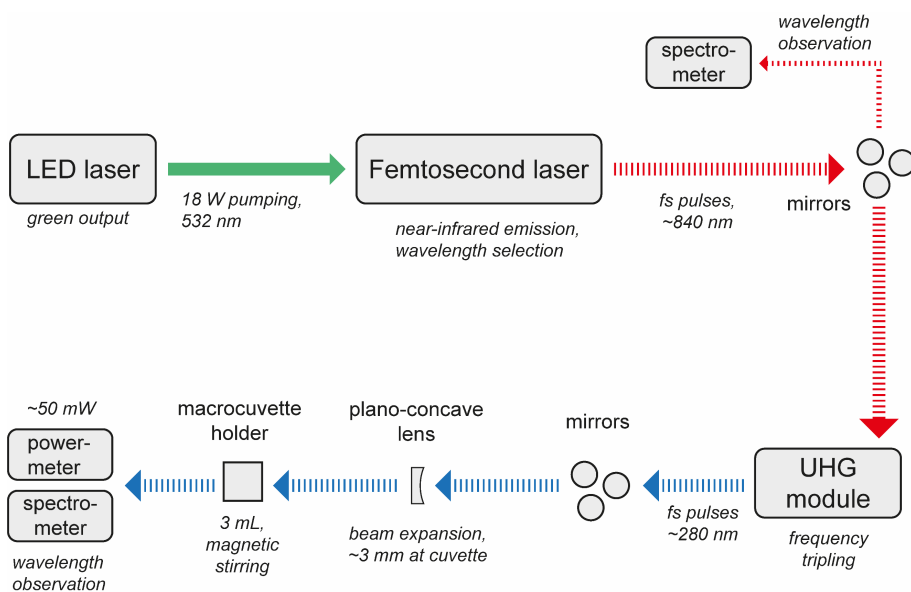 wavelength
observation
spectro-
meter
LED laser
green output
18 W pumping,
532 nm
Femtosecond laser
near-infrared emission,
wavelength selection
fs pulses,
~840 nm
mirrors
UHG
module
frequency
tripling
fs pulses
~280 nm
mirrors
plano-concave
lens
beam expansion,
~3 mm at cuvette
macrocuvette
holder
3 mL,
magnetic
stirring
~50 mW
power-
meter
spectro-
meter
wavelength
observation